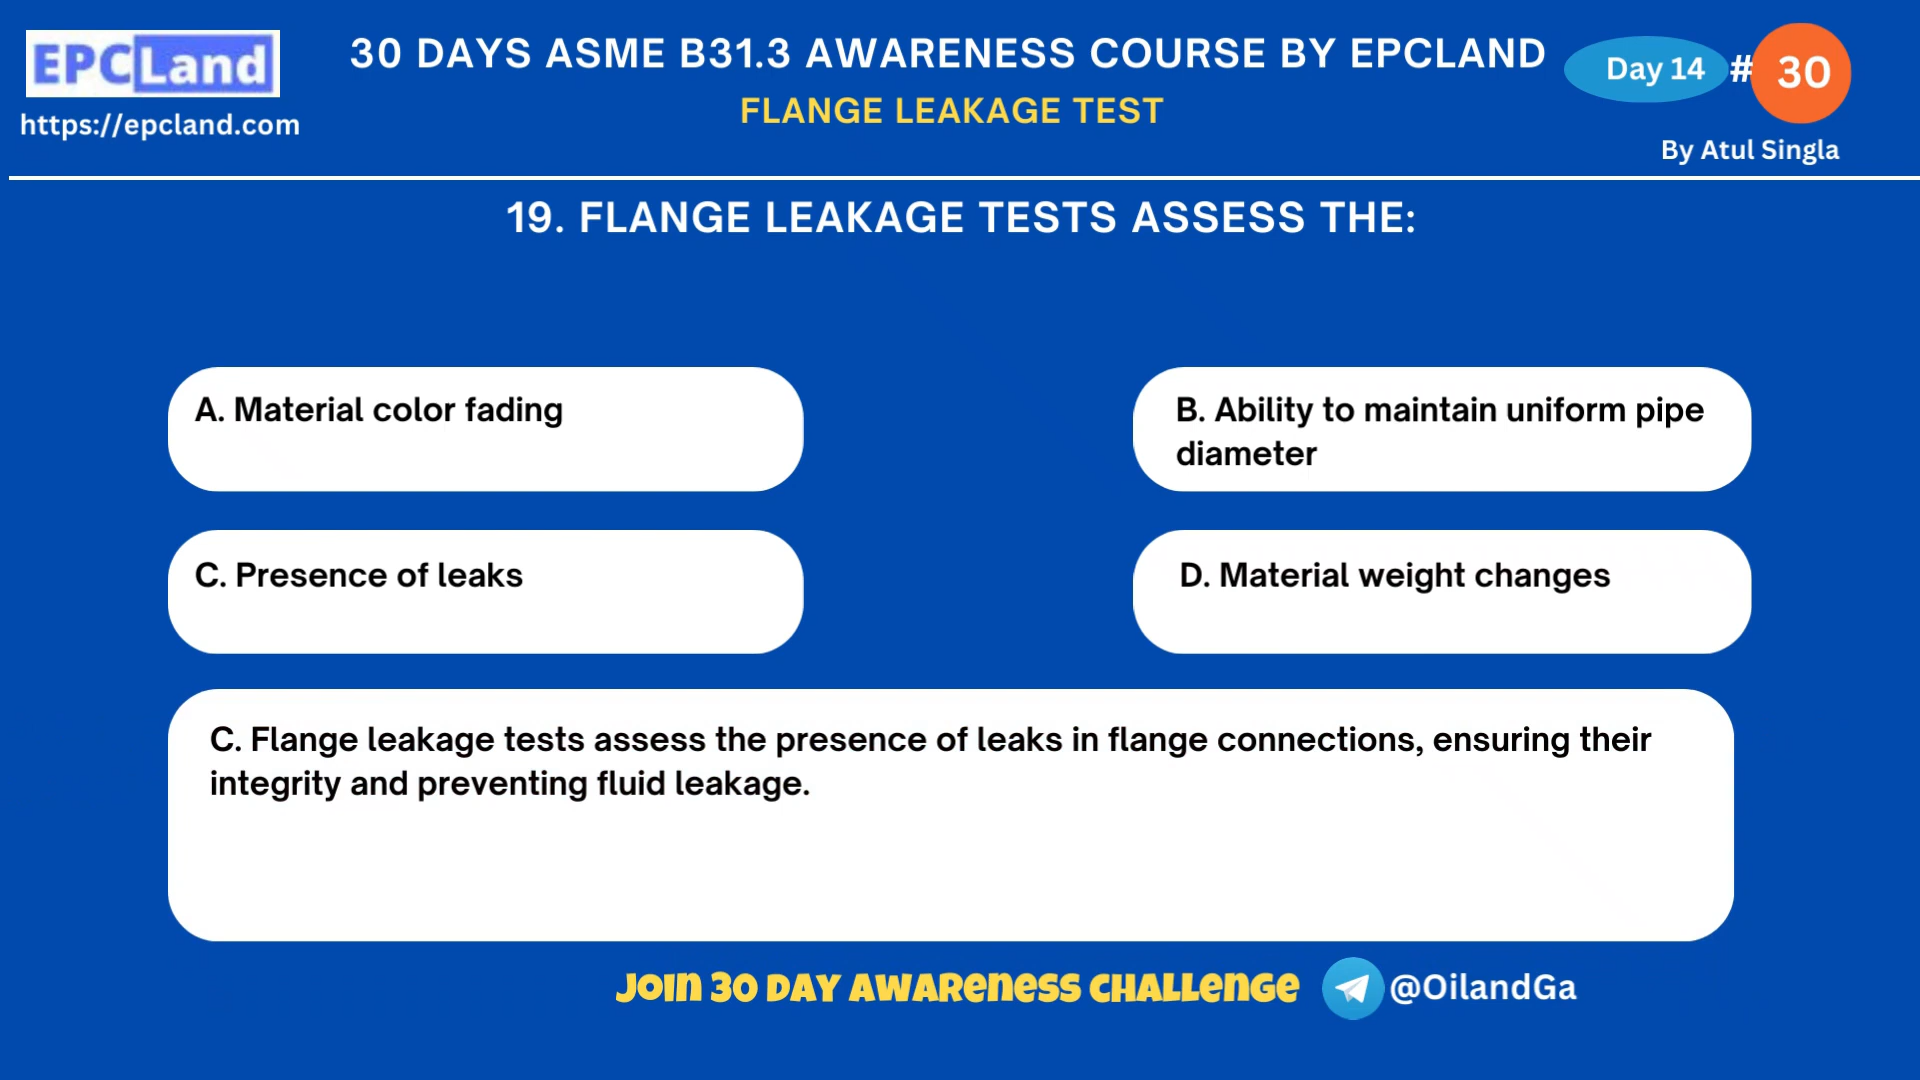 EPCLand
https://epcland.com
30 DAYS ASME B31.3 AWARENESS COURSE BY EPCLAND
FLANGE LEAKAGE TEST
Day 14 # 30
By Atul Singla
19. FLANGE LEAKAGE TESTS ASSESS THE:
A. Material color fading
B. Ability to maintain uniform pipe
diameter
C. Presence of leaks
D. Material weight changes
C. Flange leakage tests assess the presence of leaks in flange connections, ensuring their
integrity and preventing fluid leakage.
JOIN 30 DAY AWARENESS CHALLENGE
@OilandGa